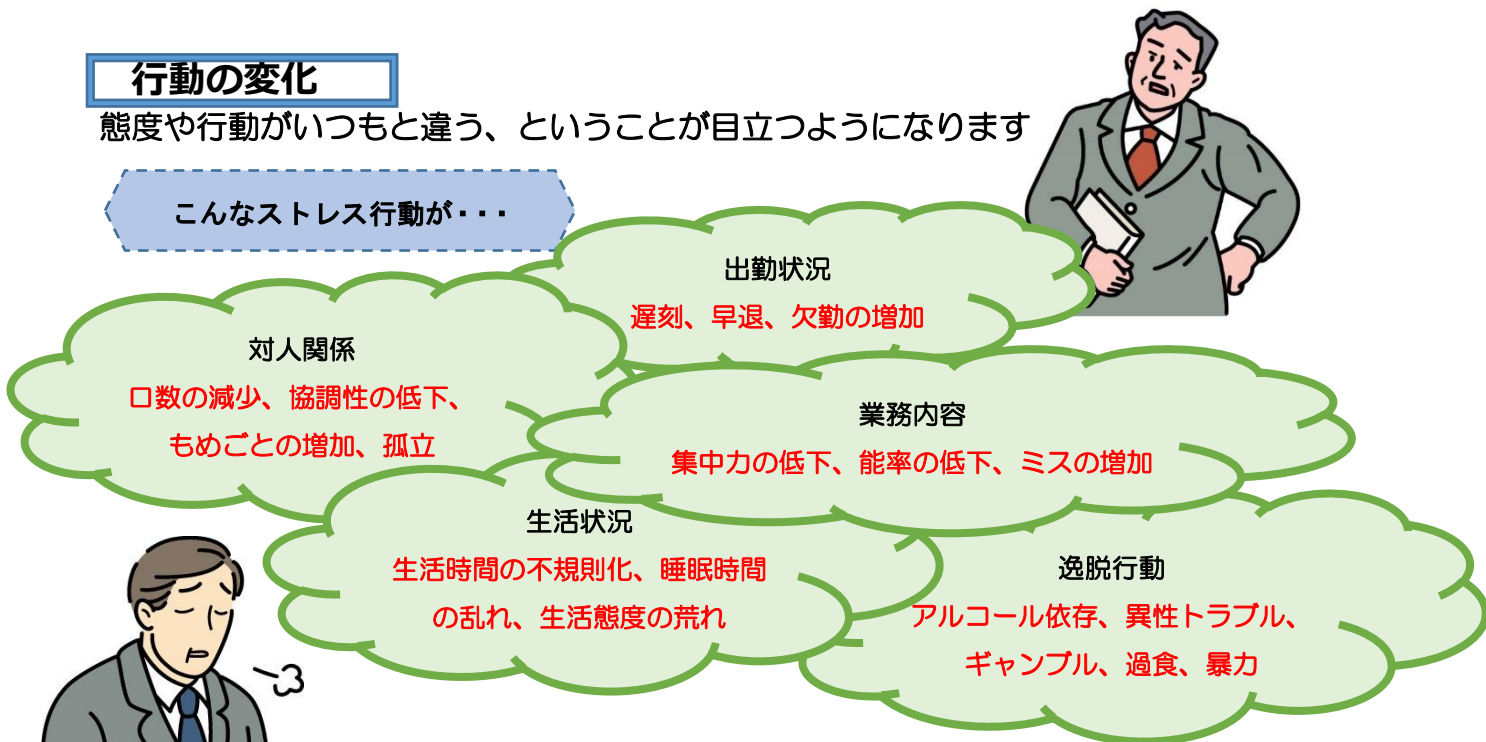 行動の変化
態度や行動がいつもと違う、ということが目立つようになります
こんなストレス行動が・・・
出勤状況
遅刻、早退、欠勤の増加
対人関係
口数の減少、協調性の低下、
もめごとの増加、孤立
業務内容
集中力の低下、能率の低下、ミスの増加
生活状況
生活時間の不規則化、睡眠時間
の乱れ、生活態度の荒れ
逸脱行動
アルコール依存、異性トラブル、
ギャンブル、過食、暴力